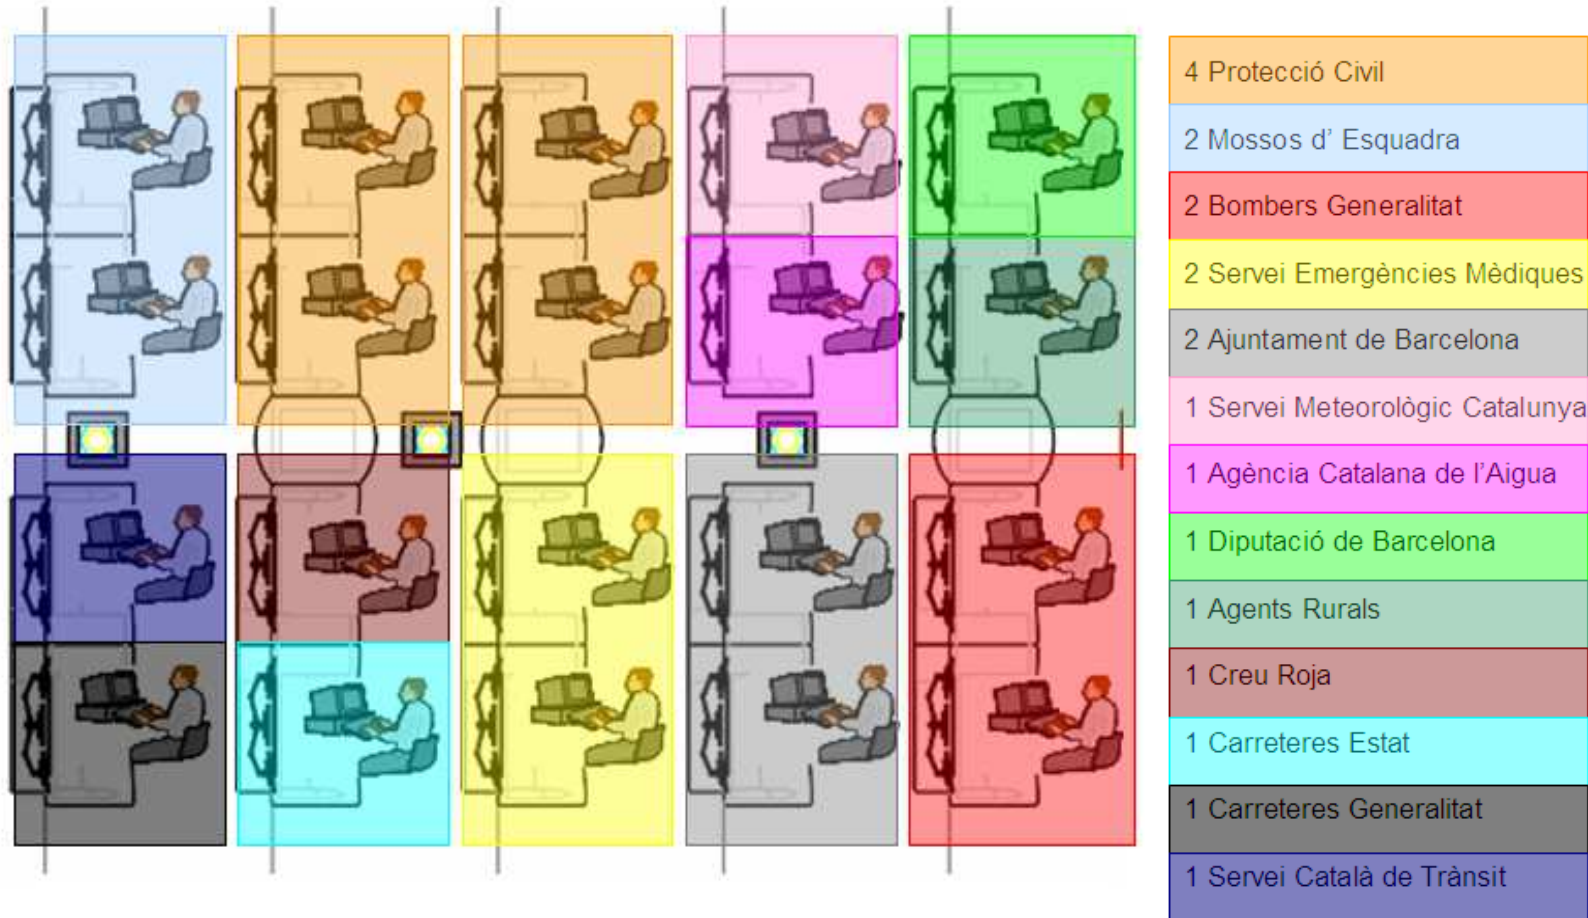 4 Protecció Civil
2 Mossos d' Esquadra
2 Bombers Generalitat
2 Servei Emergències Mèdiques
2 Ajuntament de Barcelona
1 Servei Meteorològic Catalunya
1 Agència Catalana de l'Aigua
1 Diputació de Barcelona
1 Agents Rurals
1 Creu Roja
1 Carreteres Estat
1 Carreteres Generalitat
1 Servei Català de Trànsit